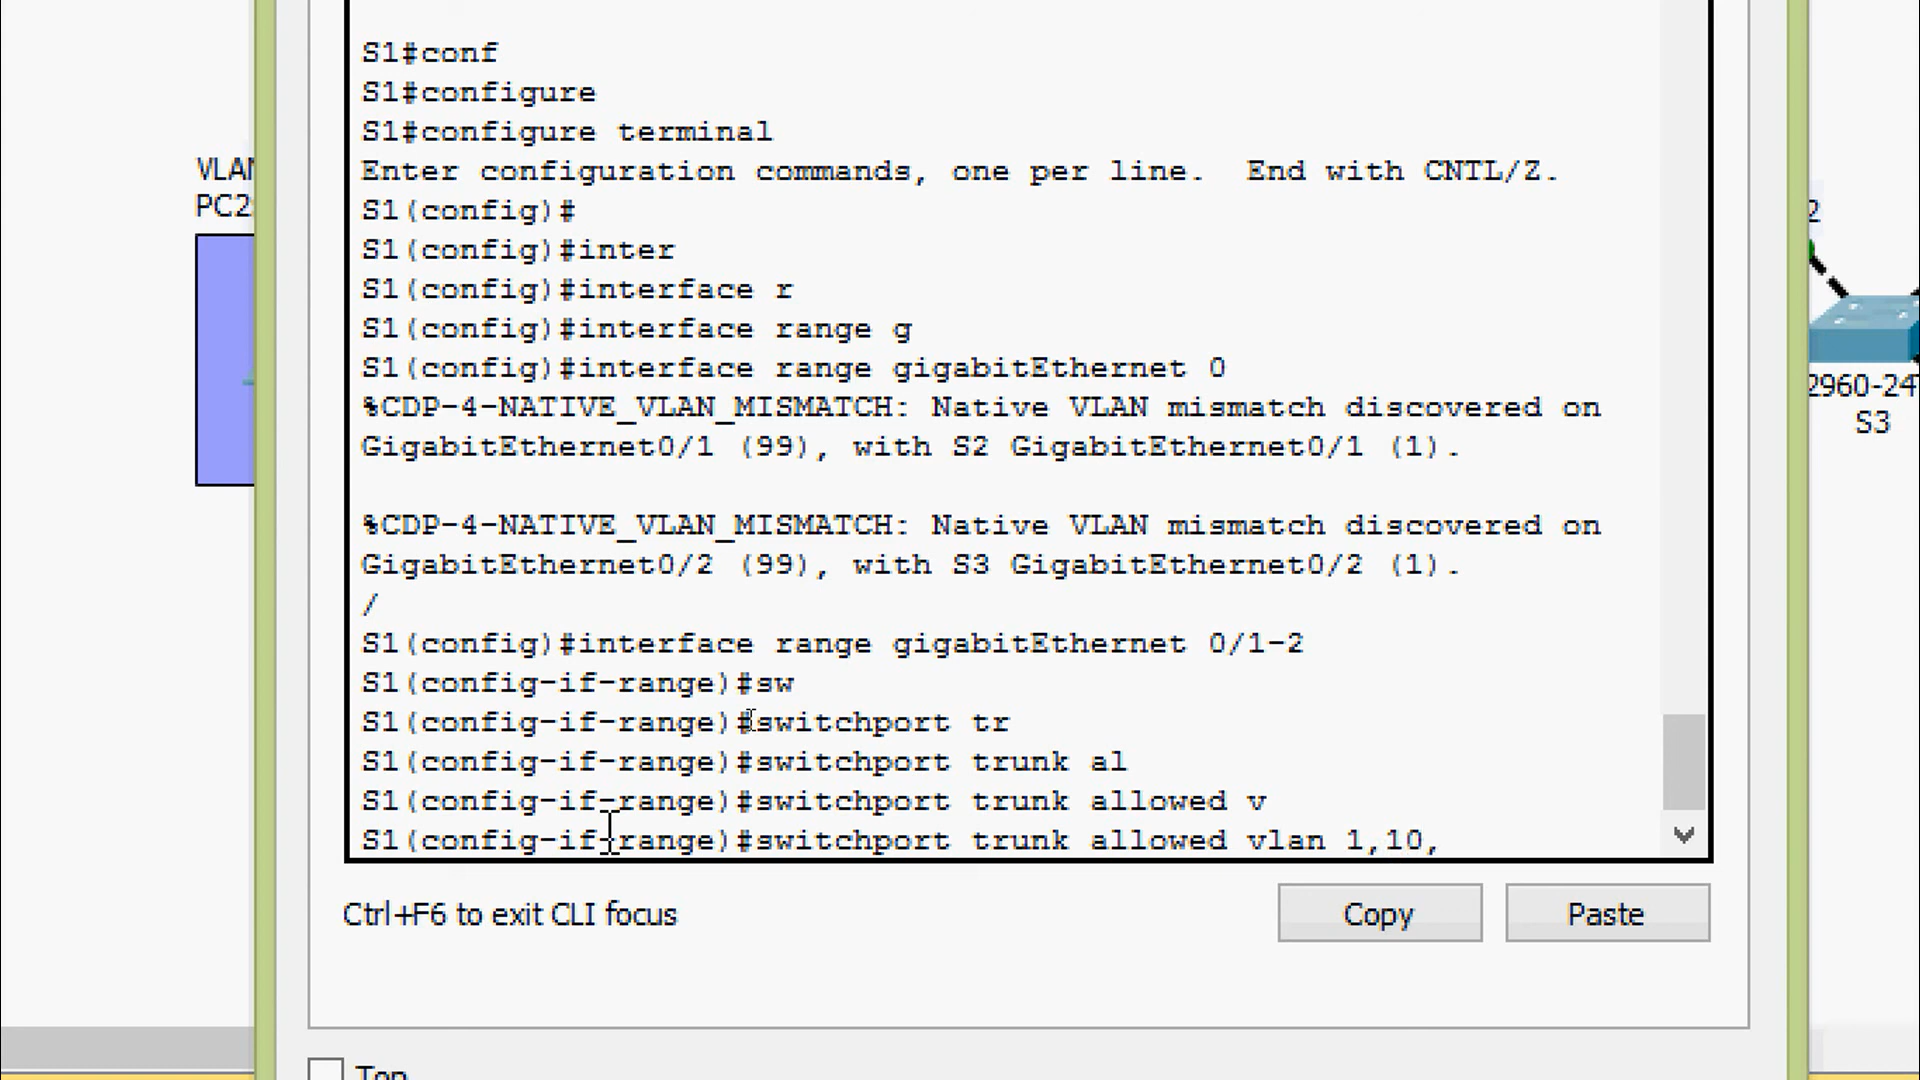 S1#conf
S1#configure
S1#configure terminal
Enter configuration commands, one per line.  End with CNTL/Z.
S1(config)#
S1(config)#inter
S1(config)#interface r
S1(config)#interface range g
S1(config)#interface range gigabitEthernet 0
%CDP-4-NATIVE_VLAN_MISMATCH: Native VLAN mismatch discovered on
GigabitEthernet0/1 (99), with S2 GigabitEthernet0/1 (1).
%CDP-4-NATIVE_VLAN_MISMATCH: Native VLAN mismatch discovered on
GigabitEthernet0/2 (99), with S3 GigabitEthernet0/2 (1).
/
S1(config)#interface range gigabitEthernet 0/1-2
S1(config-if-range)#sw
S1(config-if-range)#switchport tr
S1(config-if-range)#switchport trunk al
S1(config-if-range)#switchport trunk allowed v
S1(config-if-range)#switchport trunk allowed vlan 1,10,
Ctrl+F6 to exit CLI focus
Copy
Paste
Top
VLAN
PC2
2
2960-24
S3